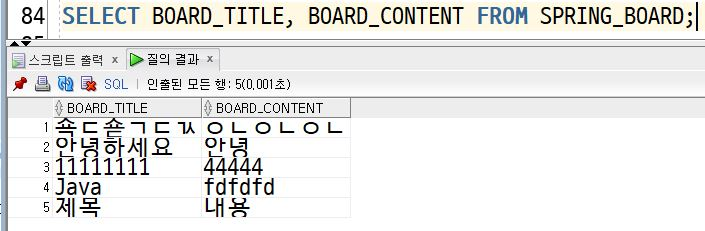 84 SELECT BOARD_TITLE, BOARD_CONTENT FROM SPRING_BOARD;
스크립트 출력 x 질의 결과 x
SQL | 인출된 모든 행: 5(0,001초)
BOARD_TITLE BOARD_CONTENT
1 ㅇㄴㅇㄴㅇㄴ
2 안녕하세요 안녕
3 11111111 44444
4 Java fdfdfd
5 제목 내용